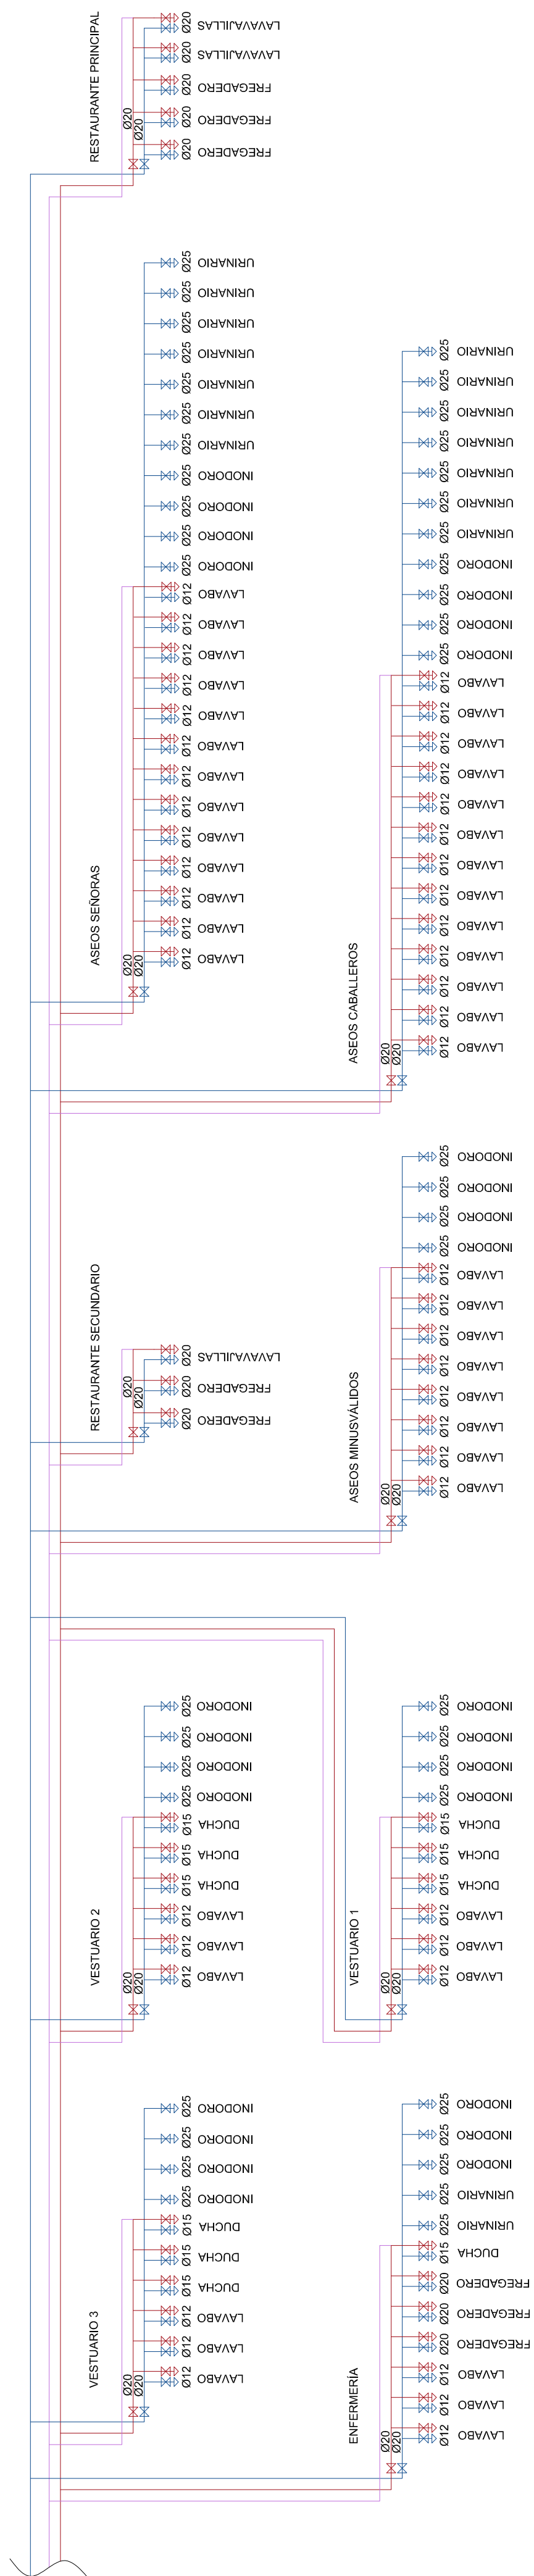 RESTAURANTE PRINCIPAL
Ø20
Ø20
Ø20 LAVAVAJILLAS
Ø20 LAVAVAJILLAS
Ø20 FREGADERO
Ø20 FREGADERO
Ø20 FREGADERO
ASEOS SEÑORAS
Ø20
Ø20
Ø25 URINARIO
Ø25 URINARIO
Ø25 URINARIO
Ø25 URINARIO
Ø25 URINARIO
Ø25 URINARIO
Ø25 URINARIO
Ø25 INODORO
Ø25 INODORO
Ø25 INODORO
Ø25 INODORO
Ø12 LAVABO
Ø12 LAVABO
Ø12 LAVABO
Ø12 LAVABO
Ø12 LAVABO
Ø12 LAVABO
Ø12 LAVABO
Ø12 LAVABO
Ø12 LAVABO
Ø12 LAVABO
Ø12 LAVABO
Ø12 LAVABO
Ø12 LAVABO
ASEOS CABALLEROS
Ø20
Ø20
Ø25 URINARIO
Ø25 URINARIO
Ø25 URINARIO
Ø25 URINARIO
Ø25 URINARIO
Ø25 URINARIO
Ø25 URINARIO
Ø25 INODORO
Ø25 INODORO
Ø25 INODORO
Ø25 INODORO
Ø12 LAVABO
Ø12 LAVABO
Ø12 LAVABO
Ø12 LAVABO
Ø12 LAVABO
Ø12 LAVABO
Ø12 LAVABO
Ø12 LAVABO
Ø12 LAVABO
Ø12 LAVABO
Ø12 LAVABO
Ø12 LAVABO
Ø12 LAVABO
RESTAURANTE SECUNDARIO
Ø20
Ø20
Ø20 LAVAVAJILLAS
Ø20 FREGADERO
Ø20 FREGADERO
ASEOS MINUSVÁLIDOS
Ø20
Ø20
Ø25 INODORO
Ø25 INODORO
Ø25 INODORO
Ø25 INODORO
Ø12 LAVABO
Ø12 LAVABO
Ø12 LAVABO
Ø12 LAVABO
Ø12 LAVABO
Ø12 LAVABO
Ø12 LAVABO
Ø12 LAVABO
VESTUARIO 2
Ø20
Ø20
Ø25 INODORO
Ø25 INODORO
Ø25 INODORO
Ø25 INODORO
Ø15 DUCHA
Ø15 DUCHA
Ø15 DUCHA
Ø12 LAVABO
Ø12 LAVABO
Ø12 LAVABO
VESTUARIO 1
Ø20
Ø20
Ø25 INODORO
Ø25 INODORO
Ø25 INODORO
Ø25 INODORO
Ø15 DUCHA
Ø15 DUCHA
Ø15 DUCHA
Ø12 LAVABO
Ø12 LAVABO
Ø12 LAVABO
VESTUARIO 3
Ø20
Ø20
Ø25 INODORO
Ø25 INODORO
Ø25 INODORO
Ø25 INODORO
Ø15 DUCHA
Ø15 DUCHA
Ø15 DUCHA
Ø12 LAVABO
Ø12 LAVABO
Ø12 LAVABO
ENFERMERÍA
Ø20
Ø20
Ø25 INODORO
Ø25 INODORO
Ø25 INODORO
Ø25 URINARIO
Ø25 URINARIO
Ø15 DUCHA
Ø20 FREGADERO
Ø20 FREGADERO
Ø20 FREGADERO
Ø12 LAVABO
Ø12 LAVABO
Ø12 LAVABO